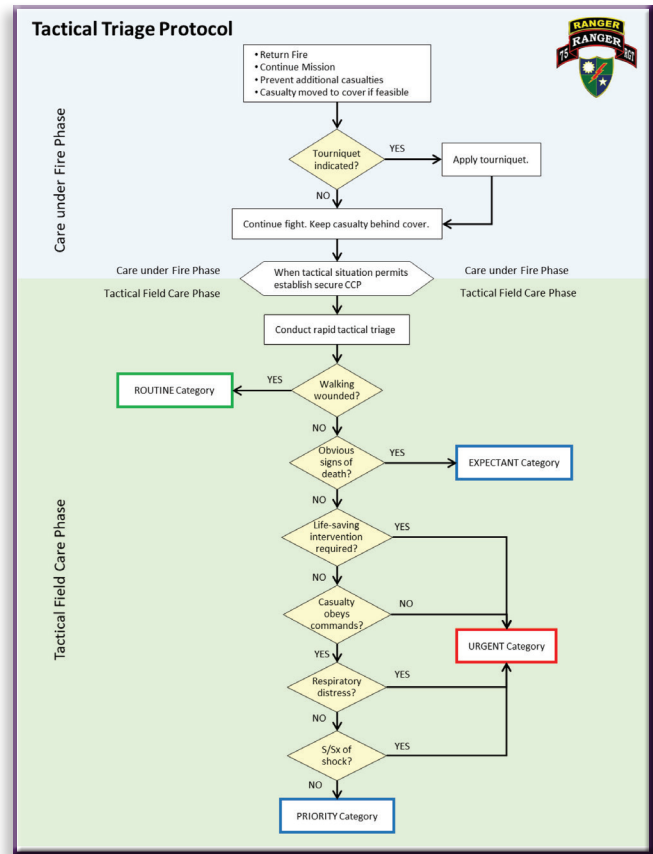 Tactical Triage Protocol
RANGER
75 RANGER RGT
• Return Fire
• Continue Mission
• Prevent additional casualties
• Casualty moved to cover if feasible
Care under Fire Phase
Tourniquet
indicated?
YES
Apply tourniquet.
NO
Continue fight. Keep casualty behind cover.
Care under Fire Phase
Tactical Field Care Phase
When tactical situation permits
establish secure CCP
Care under Fire Phase
Tactical Field Care Phase
Conduct rapid tactical triage
Tactical Field Care Phase
Walking
wounded?
YES
ROUTINE Category
NO
Obvious
signs of
death?
YES
EXPECTANT Category
NO
Life-saving
intervention
required?
YES
NO
Casualty
obeys
commands?
NO
URGENT Category
YES
Respiratory
distress?
YES
NO
S/Sx of
shock?
YES
NO
PRIORITY Category